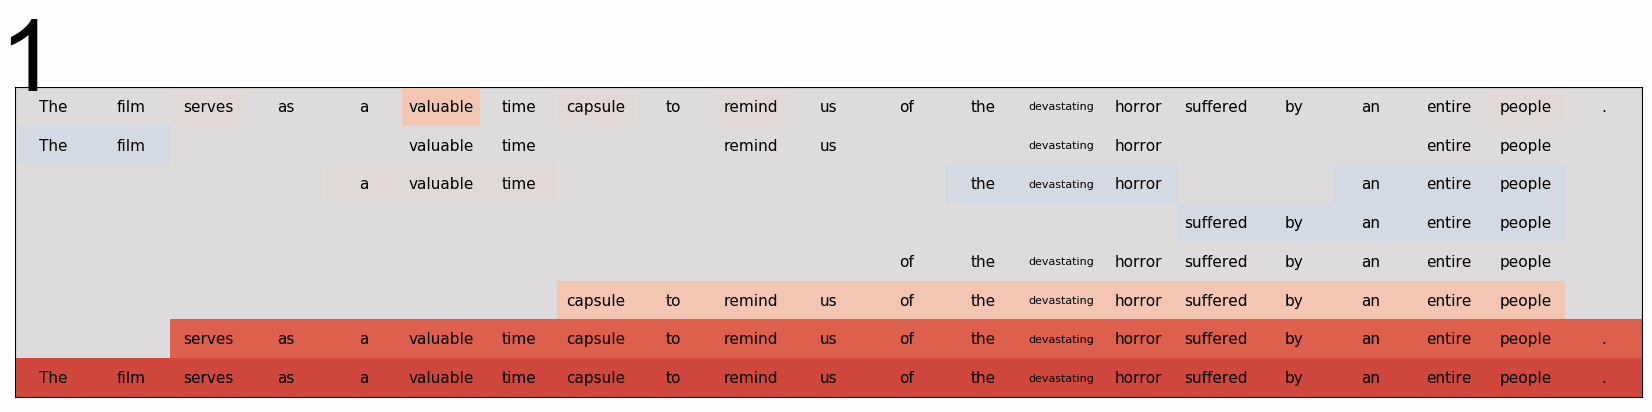 1
The film serves as a valuable time capsule to remind us of the devastating horror suffered by an entire people .
The film valuable time remind us devastating horror entire people
a valuable time the devastating horror an entire people
suffered by an entire people
of the devastating horror suffered by an entire people
capsule to remind us of the devastating horror suffered by an entire people
serves as a valuable time capsule to remind us of the devastating horror suffered by an entire people .
The film serves as a valuable time capsule to remind us of the devastating horror suffered by an entire people .